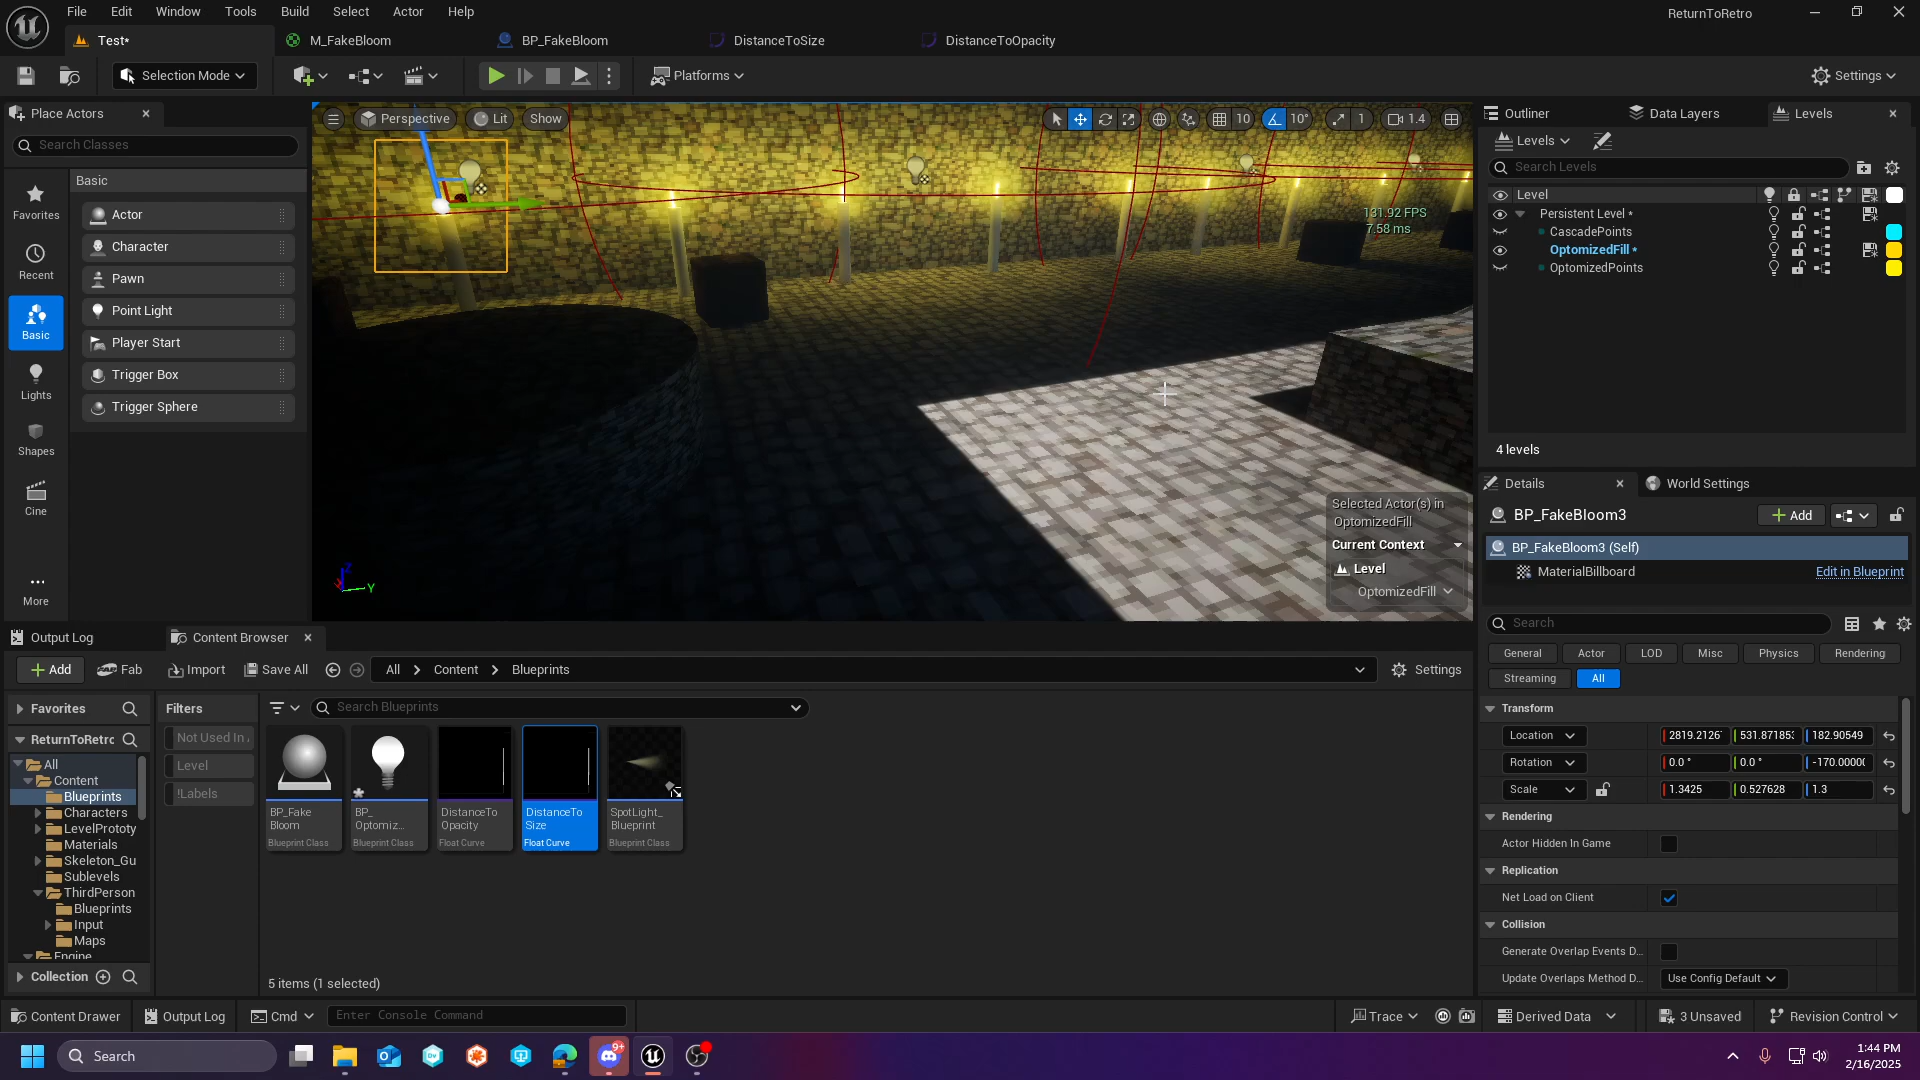 File Edit Window Tools Build Select Actor Help
ReturnToRetro
Test*
M_FakeBloom
BP_FakeBloom
DistanceToSize
DistanceToOpacity
Selection Mode
Platforms
Settings
Place Actors
Search Classes
Favorites
Recent
Basic
Lights
Shapes
Cine
More
Basic
Actor
Character
Pawn
Point Light
Player Start
Trigger Box
Trigger Sphere
Perspective
Lit
Show
10
10°
1
1.4
131.92 FPS
7.58 ms
Selected Actor(s) in
OptomizedFill
Current Context
Level
OptomizedFill
Z
Y
Outliner
Data Layers
Levels
Levels
Search Levels
Level
Persistent Level *
CascadePoints
OptomizedFill *
OptomizedPoints
4 levels
Details
World Settings
BP_FakeBloom3
Add
BP_FakeBloom3 (Self)
MaterialBillboard
Edit in Blueprint
Search
General
Actor
LOD
Misc
Physics
Rendering
Streaming
All
Transform
Location 2819.2126 531.87185 182.90549
Rotation 0.0 ° 0.0 ° -170.0000
Scale 1.3425 0.527628 1.3
Rendering
Actor Hidden In Game
Replication
Net Load on Client
Collision
Generate Overlap Events D...
Update Overlaps Method D...
Use Config Default
Output Log
Content Browser
Add
Fab
Import
Save All
All
Content
Blueprints
Settings
Favorites
ReturnToRetro
All
Content
Blueprints
Characters
LevelPrototy
Materials
Skeleton_Gu
Sublevels
ThirdPerson
Blueprints
Input
Maps
Engine
Collection
Filters
Not Used In
Level
!Labels
Search Blueprints
BP_Fake
Bloom
Blueprint Class
BP_
Optomiz...
Blueprint Class
DistanceTo
Opacity
Float Curve
DistanceTo
Size
Float Curve
SpotLight_
Blueprint
Blueprint Class
5 items (1 selected)
Content Drawer
Output Log
Cmd
Enter Console Command
Trace
Derived Data
3 Unsaved
Revision Control
Search
9+
1:44 PM
2/16/2025